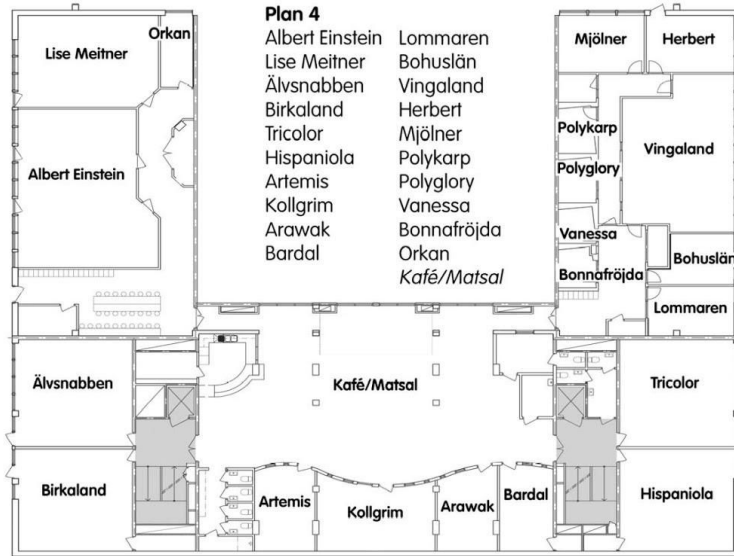 Plan 4
Albert Einstein
Lise Meitner
Älvsnabben
Birkaland
Tricolor
Hispaniola
Artemis
Kollgrim
Arawak
Bardal
Lommaren
Bohuslän
Vingaland
Herbert
Mjölner
Polykarp
Polyglory
Vanessa
Bonnafröjda
Orkan
Kafé/Matsal
Lise Meitner
Orkan
Albert Einstein
Mjölner
Herbert
Polykarp
Vingaland
Polyglory
Vanessa
Bohuslän
Bonnafröjda
Lommaren
Älvsnabben
Kafé/Matsal
Tricolor
Birkaland
Artemis
Kollgrim
Arawak
Bardal
Hispaniola